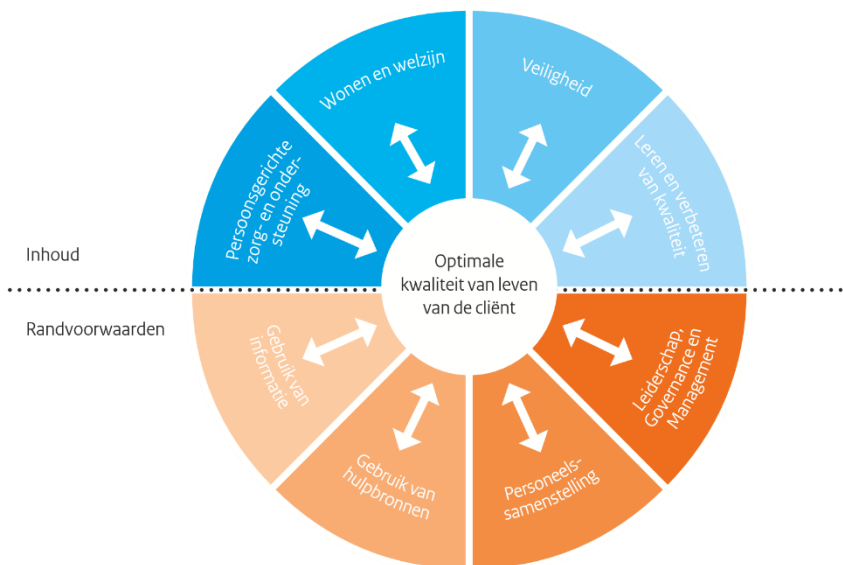 Wonen en welzijn
Veiligheid
Persoonsgerichte
zorg- en onder-
steuning
Leren en verbeteren
van kwaliteit
Inhoud
Optimale
kwaliteit van leven
van de cliënt
Randvoorwaarden
Gebruik van
informatie
Leiderschap,
Governance en
Management
Gebruik van
hulpbronnen
Personeels-
samenstelling